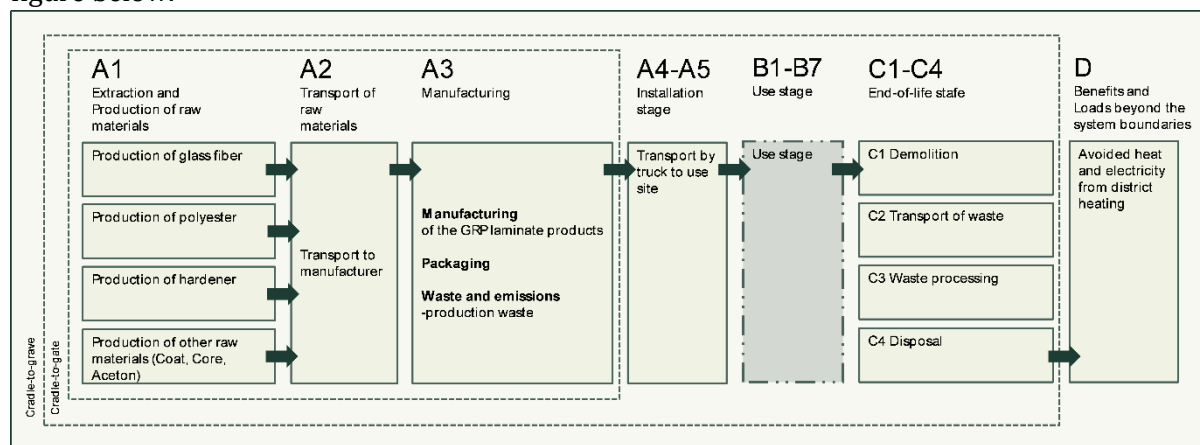 A1
Extraction and
Production of raw
materials
Production of glass fiber
Production of polyester
Production of hardener
Production of other raw
materials (Coat, Core,
Aceton)
A2
Transport of
raw
materials
Transport to
manufacturer
A3
Manufacturing
Manufacturing
of the GRP laminate products
Packaging
Waste and emissions
-production waste
A4-A5
Installation
stage
Transport by
truck to use
site
B1-B7
Use stage
Use stage
C1-C4
End-of-life stafe
C1 Demolition
C2 Transport of waste
C3 Waste processing
C4 Disposal
D
Benefits and
Loads beyond the
system boundaries
Avoided heat
and electricity
from district
heating
Cradle-to-grave
Cradle-to-gate